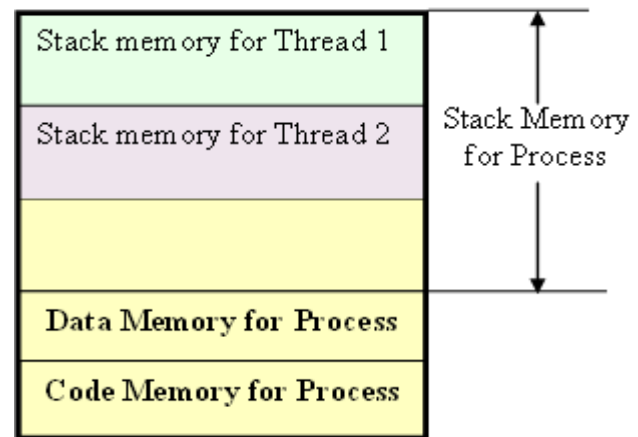 Stack memory for Thread 1
Stack memory for Thread 2
Stack Memory
for Process
Data Memory for Process
Code Memory for Process